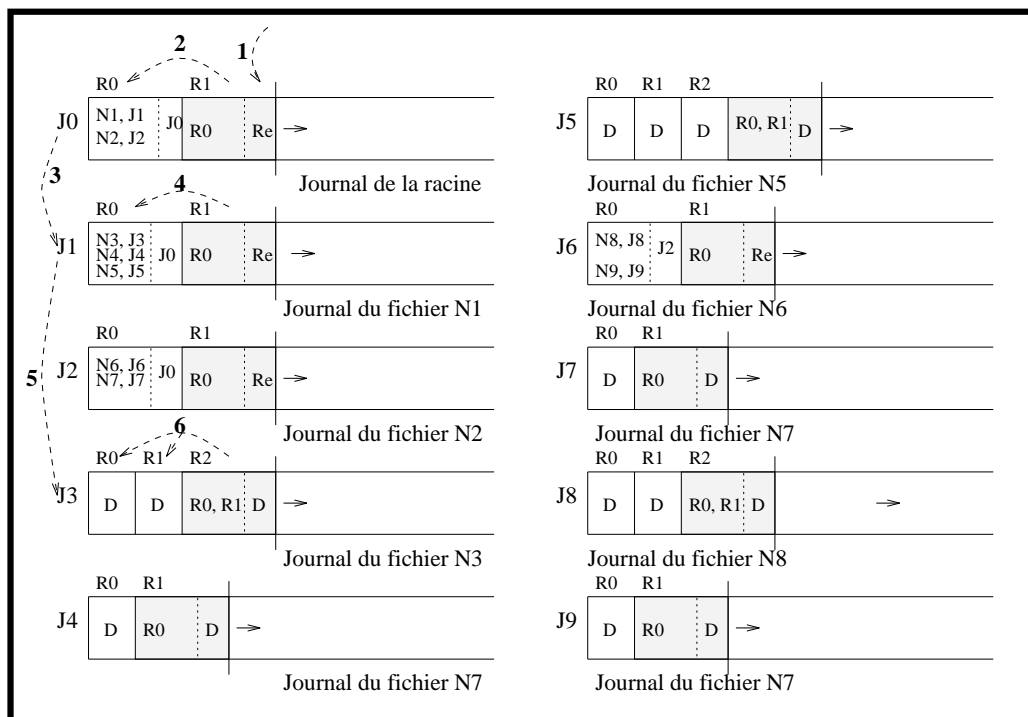 2
1
R0 R1
J0
N1, J1
N2, J2
J0
R0
Re
Journal de la racine
3
4
R0 R1
J1
N3, J3
N4, J4
N5, J5
J0
R0
Re
Journal du fichier N1
R0 R1
J2
N6, J6
N7, J7
J0
R0
Re
Journal du fichier N2
5
6
R0 R1 R2
J3
D
D
R0, R1
D
Journal du fichier N3
R0 R1
J4
D
R0
D
Journal du fichier N7
R0 R1 R2
J5
D
D
D
R0, R1
D
Journal du fichier N5
R0 R1
J6
N8, J8
N9, J9
J2
R0
Re
Journal du fichier N6
R0 R1
J7
D
R0
D
Journal du fichier N7
R0 R1 R2
J8
D
D
R0, R1
D
Journal du fichier N8
R0 R1
J9
D
R0
D
Journal du fichier N7